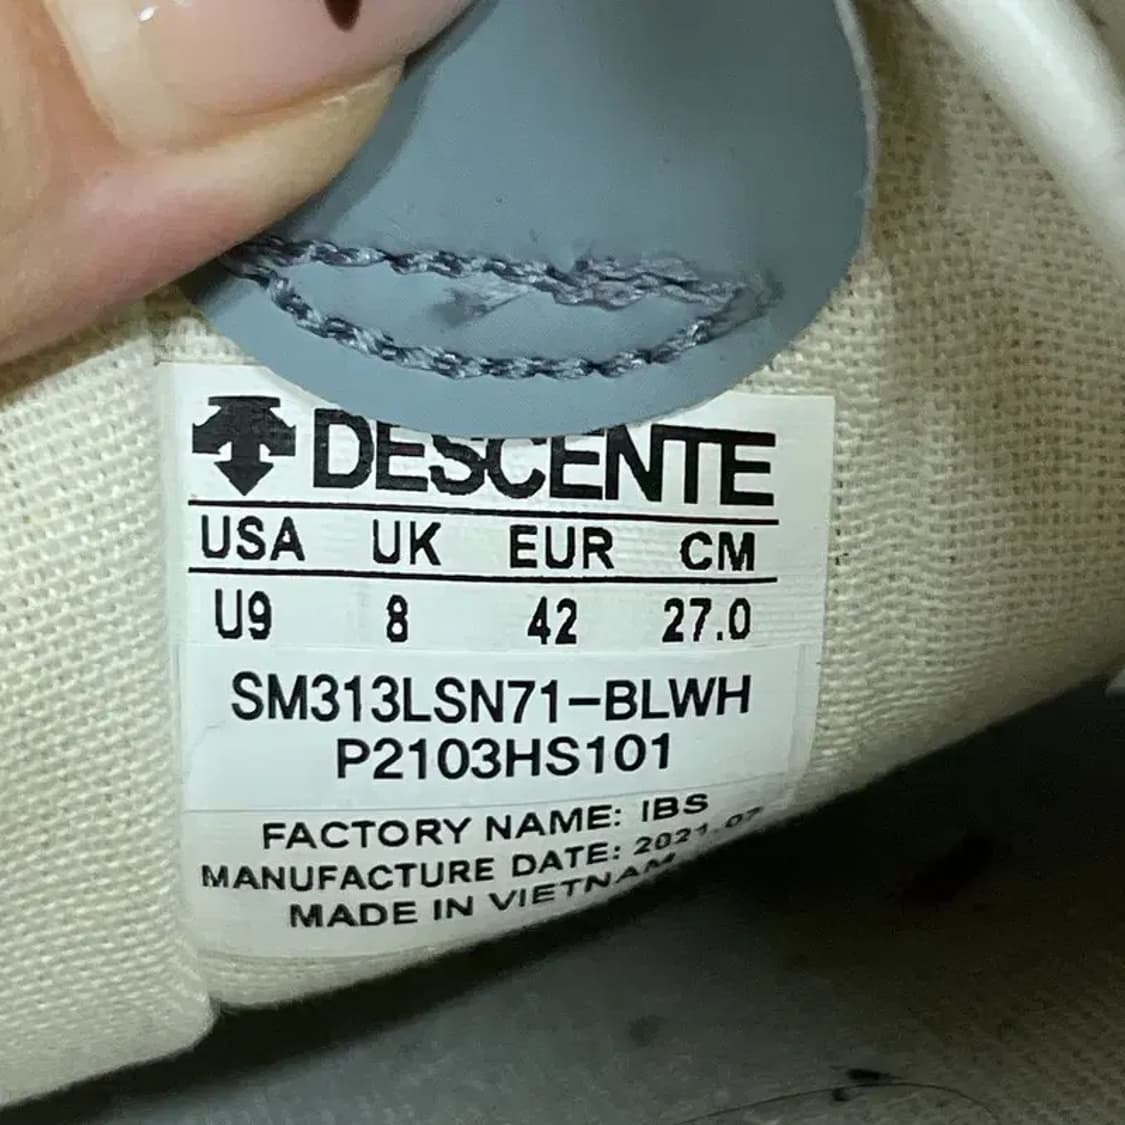 DESCENTE
USA UK EUR CM
U9 8 42 27.0
SM313LSN71-BLWH
P2103HS101
FACTORY NAME: IBS
MANUFACTURE DATE: 2021.07
MADE IN VIETNAM